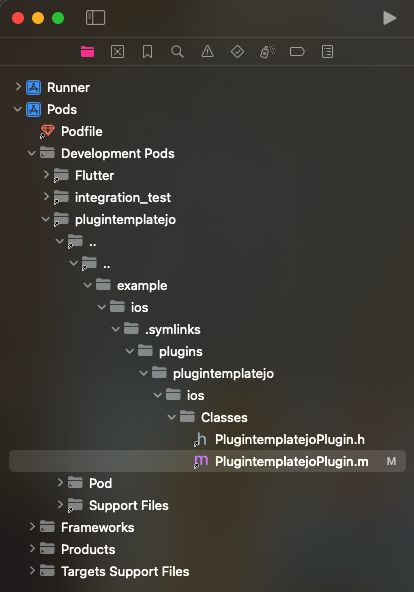 Runner
Pods
Podfile
Development Pods
Flutter
integration_test
plugintemplatejo
..
..
example
ios
.symlinks
plugins
plugintemplatejo
ios
Classes
h PlugintemplatejoPlugin.h
m PlugintemplatejoPlugin.m M
Pod
Support Files
Frameworks
Products
Targets Support Files